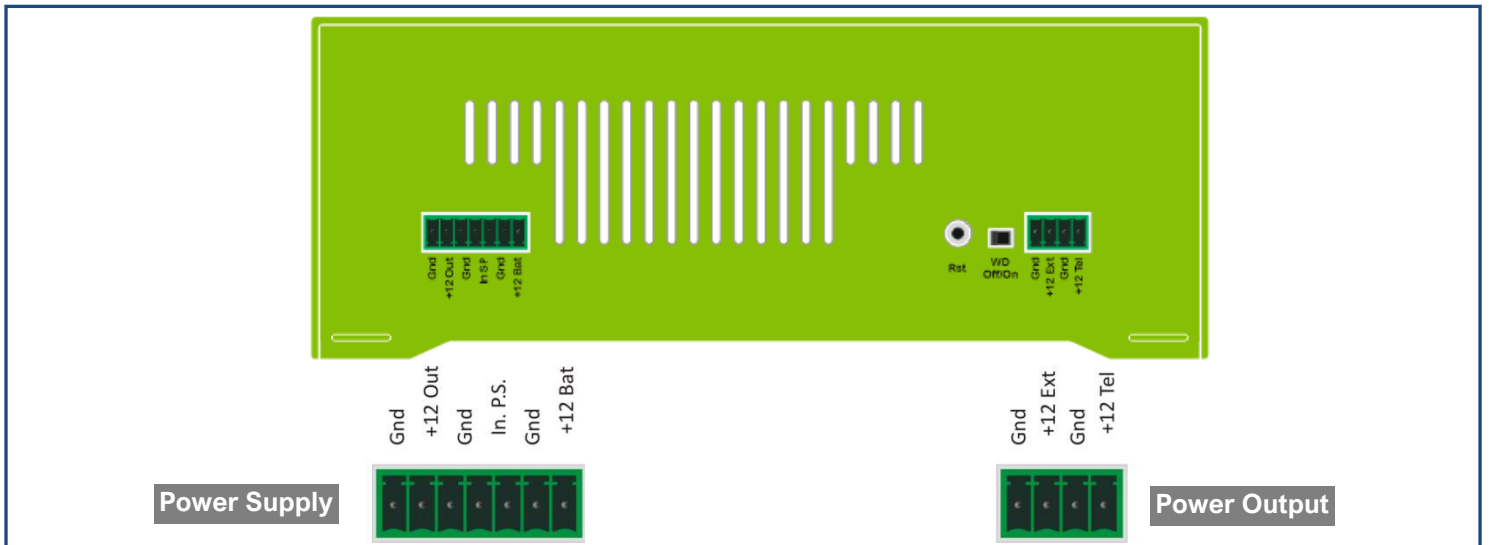 Gnd
+12 Out
Gnd
In SP
Gnd
+12 Bat
Rst
WD
Off/On
Gnd
+12 Ext
Gnd
+12 Tel
Gnd
+12 Out
Gnd
In. P.S.
Gnd
+12 Bat
Gnd
+12 Ext
Gnd
+12 Tel
Power Supply
Power Output